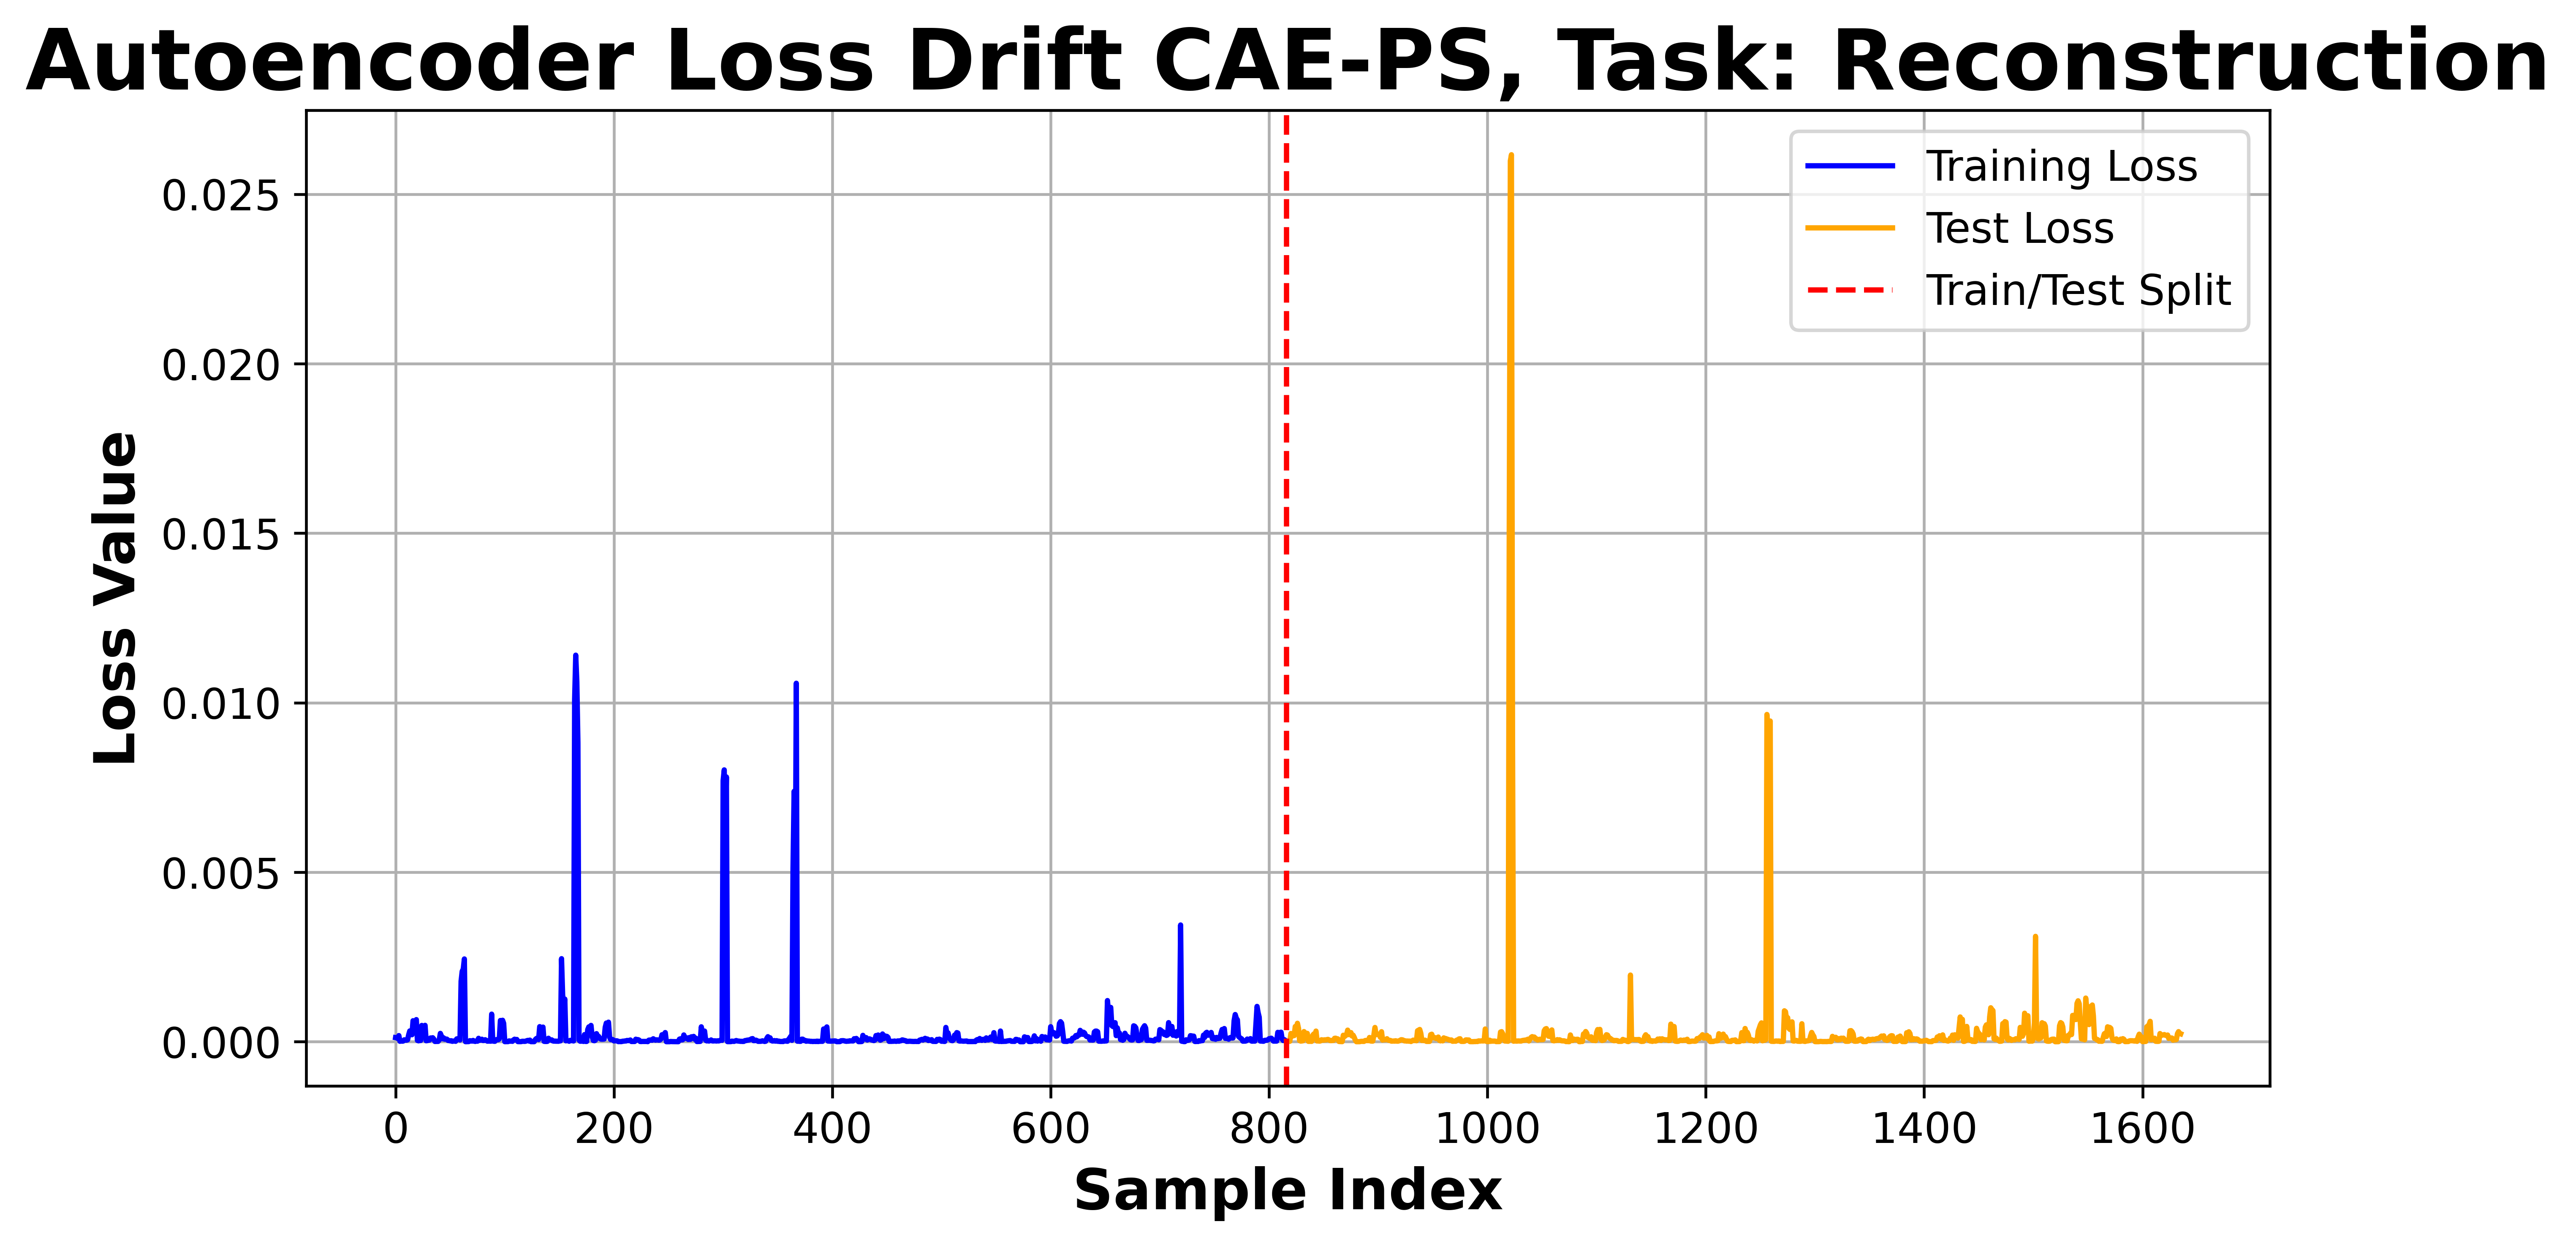 Autoencoder Loss Drift CAE-PS, Task: Reconstruction
Training Loss
Test Loss
Train/Test Split
Loss Value
0.025
0.020
0.015
0.010
0.005
0.000
0 200 400 600 800 1000 1200 1400 1600
Sample Index